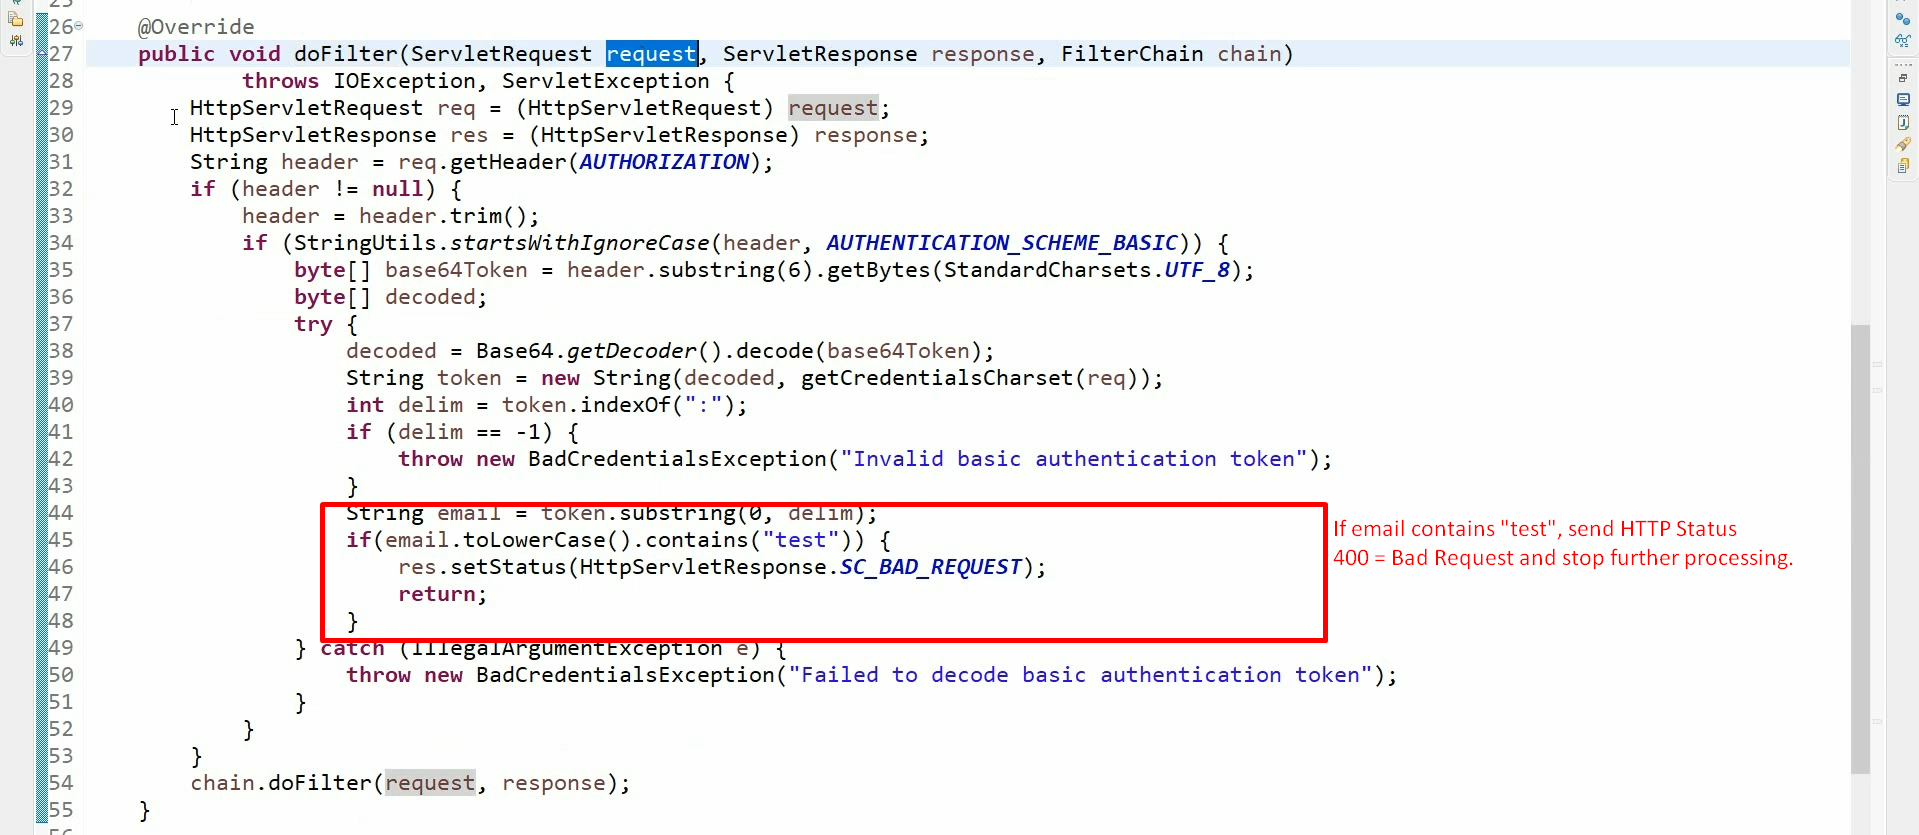 26 @Override
27 public void doFilter(ServletRequest request, ServletResponse response, FilterChain chain)
28 throws IOException, ServletException {
29 HttpServletRequest req = (HttpServletRequest) request;
30 HttpServletResponse res = (HttpServletResponse) response;
31 String header = req.getHeader(AUTHORIZATION);
32 if (header != null) {
33 header = header.trim();
34 if (StringUtils.startsWithIgnoreCase(header, AUTHENTICATION_SCHEME_BASIC)) {
35 byte[] base64Token = header.substring(6).getBytes(StandardCharsets.UTF_8);
36 byte[] decoded;
37 try {
38 decoded = Base64.getDecoder().decode(base64Token);
39 String token = new String(decoded, getCredentialsCharset(req));
40 int delim = token.indexOf(":");
41 if (delim == -1) {
42 throw new BadCredentialsException("Invalid basic authentication token");
43 }
44 String email = token.substring(0, delim);
45 if(email.toLowerCase().contains("test")) {
46 res.setStatus(HttpServletResponse.SC_BAD_REQUEST);
47 return;
48 }
If email contains "test", send HTTP Status
400 = Bad Request and stop further processing.
49 } catch (IllegalArgumentException e) {
50 throw new BadCredentialsException("Failed to decode basic authentication token");
51 }
52 }
53 }
54 chain.doFilter(request, response);
55 }